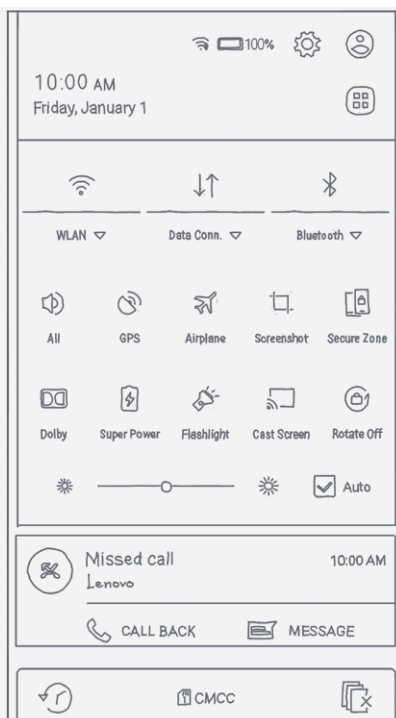 100%
10:00 AM
Friday, January 1
WLAN Data Conn. Bluetooth
All GPS Airplane Screenshot Secure Zone
Dolby Super Power Flashlight Cast Screen Rotate Off
Auto
Missed call 10:00 AM
Lenovo
CALL BACK MESSAGE
CMCC